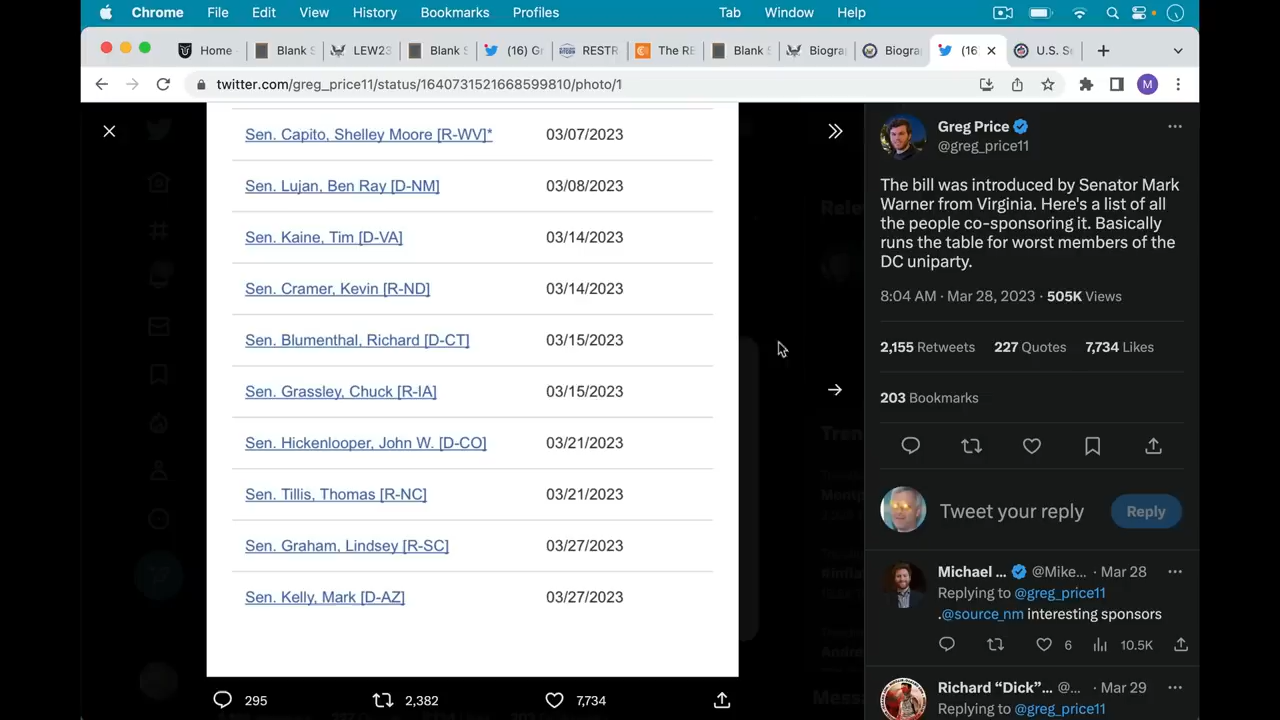 Chrome File Edit View History Bookmarks Profiles Tab Window Help
Home Blank S LEW23 Blank S (16) Gr RESTR The RE Blank S Biogra Biogra (16 U.S. Se
twitter.com/greg_price11/status/1640731521668599810/photo/1
M
Sen. Capito, Shelley Moore [R-WV]* 03/07/2023
Sen. Lujan, Ben Ray [D-NM] 03/08/2023
Sen. Kaine, Tim [D-VA] 03/14/2023
Sen. Cramer, Kevin [R-ND] 03/14/2023
Sen. Blumenthal, Richard [D-CT] 03/15/2023
Sen. Grassley, Chuck [R-IA] 03/15/2023
Sen. Hickenlooper, John W. [D-CO] 03/21/2023
Sen. Tillis, Thomas [R-NC] 03/21/2023
Sen. Graham, Lindsey [R-SC] 03/27/2023
Sen. Kelly, Mark [D-AZ] 03/27/2023
295 2,382 7,734
Greg Price
@greg_price11
The bill was introduced by Senator Mark
Warner from Virginia. Here's a list of all
the people co-sponsoring it. Basically
runs the table for worst members of the
DC uniparty.
8:04 AM · Mar 28, 2023 · 505K Views
2,155 Retweets 227 Quotes 7,734 Likes
203 Bookmarks
Tweet your reply Reply
Michael ... @Mike... · Mar 28
Replying to @greg_price11
.@source_nm interesting sponsors
6 10.5K
Richard “Dick”... @... · Mar 29
Replying to @greg_price11